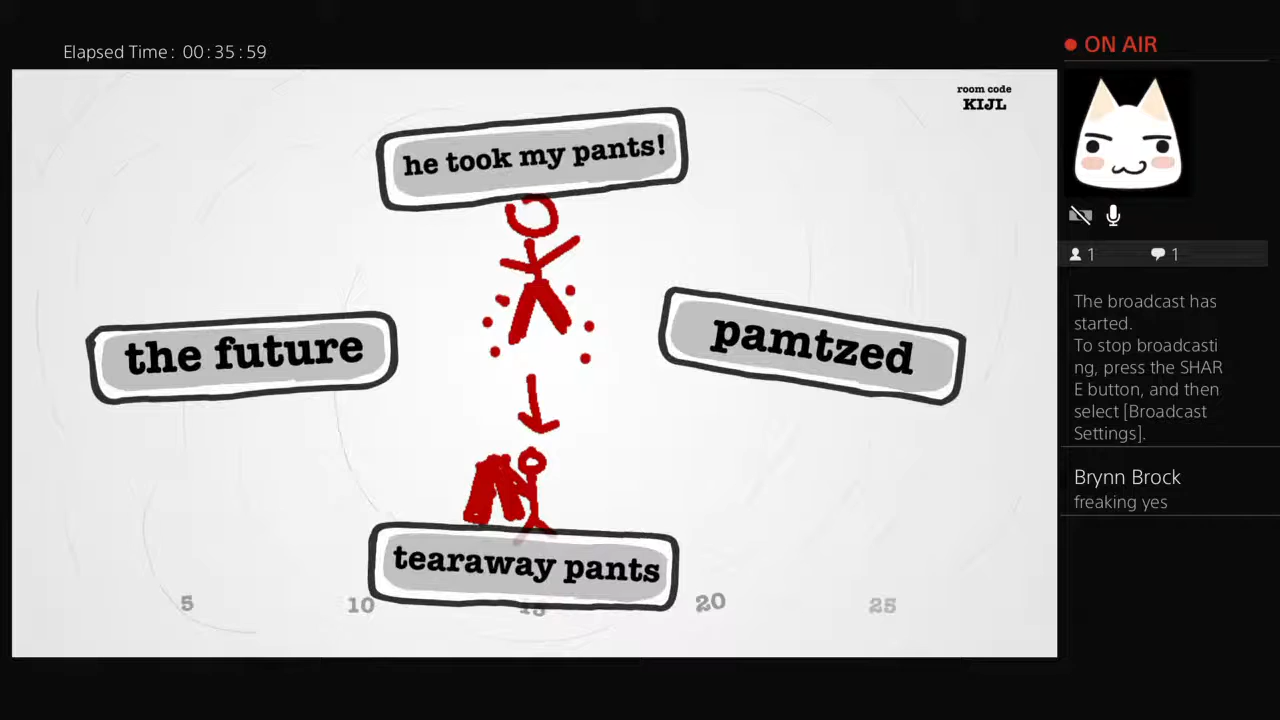 Elapsed Time: 00:35:59
ON AIR
room code
KIJL
he took my pants!
the future
pamtzed
tearaway pants
5
10
15
20
25
1
1
The broadcast has
started.
To stop broadcasti
ng, press the SHAR
E button, and then
select [Broadcast
Settings].
Brynn Brock
freaking yes